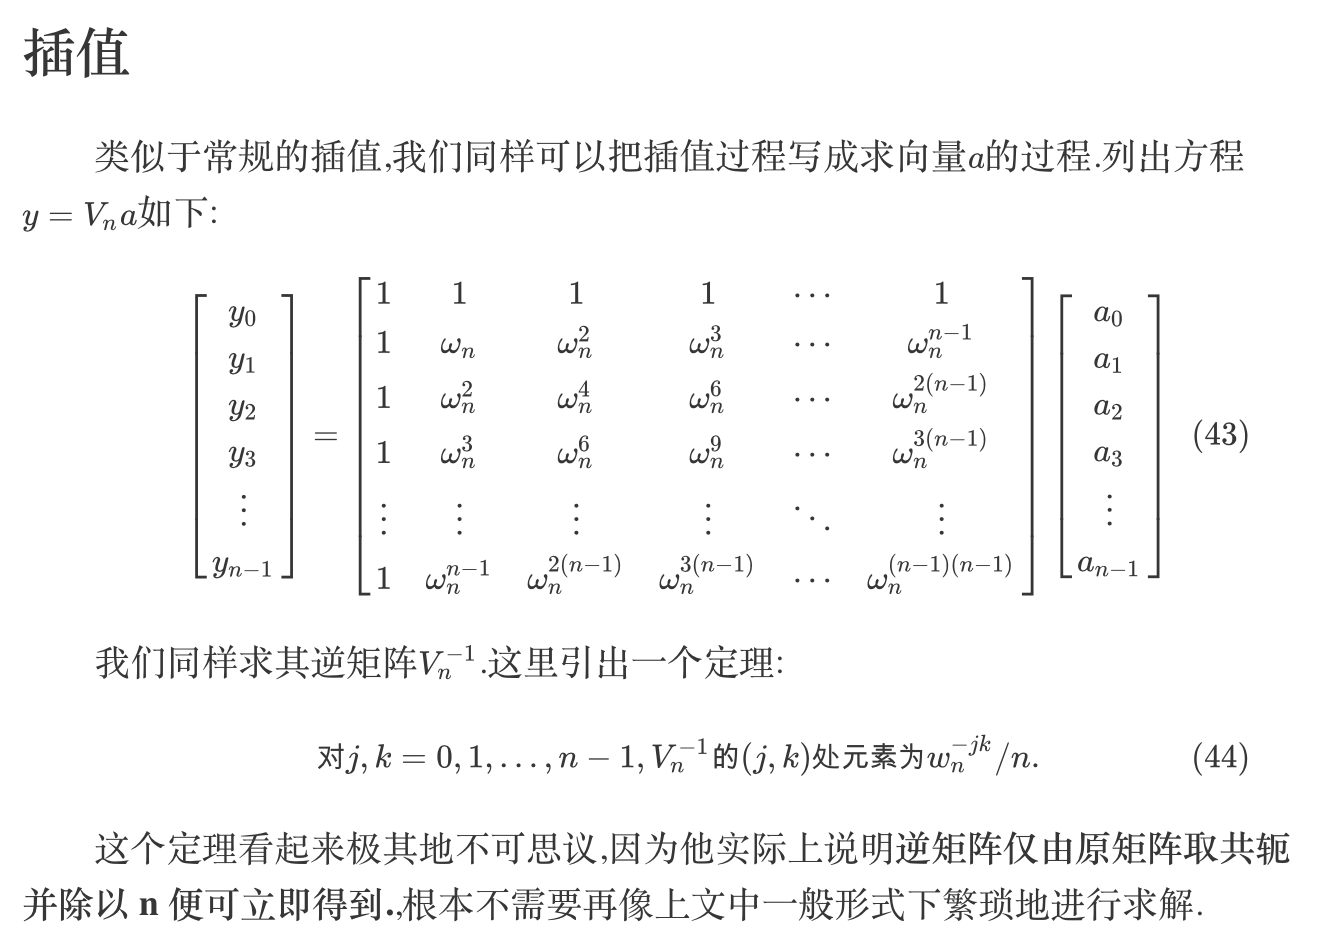 插值
类似于常规的插值,我们同样可以把插值过程写成求向量$a$的过程.列出方程
$y = V_n a$如下:
$$\begin{bmatrix} y_0 \\ y_1 \\ y_2 \\ y_3 \\ \vdots \\ y_{n-1} \end{bmatrix} = \begin{bmatrix} 1 & 1 & 1 & 1 & \cdots & 1 \\ 1 & \omega_n & \omega_n^2 & \omega_n^3 & \cdots & \omega_n^{n-1} \\ 1 & \omega_n^2 & \omega_n^4 & \omega_n^6 & \cdots & \omega_n^{2(n-1)} \\ 1 & \omega_n^3 & \omega_n^6 & \omega_n^9 & \cdots & \omega_n^{3(n-1)} \\ \vdots & \vdots & \vdots & \vdots & \ddots & \vdots \\ 1 & \omega_n^{n-1} & \omega_n^{2(n-1)} & \omega_n^{3(n-1)} & \cdots & \omega_n^{(n-1)(n-1)} \end{bmatrix} \begin{bmatrix} a_0 \\ a_1 \\ a_2 \\ a_3 \\ \vdots \\ a_{n-1} \end{bmatrix} \quad (43)$$
我们同样求其逆矩阵$V_n^{-1}$.这里引出一个定理:
对$j, k = 0, 1, \ldots, n - 1, V_n^{-1}$的$(j, k)$处元素为$w_n^{-jk}/n.$ (44)
这个定理看起来极其地不可思议,因为他实际上说明逆矩阵仅由原矩阵取共轭
并除以 n 便可立即得到.,根本不需要再像上文中一般形式下繁琐地进行求解.